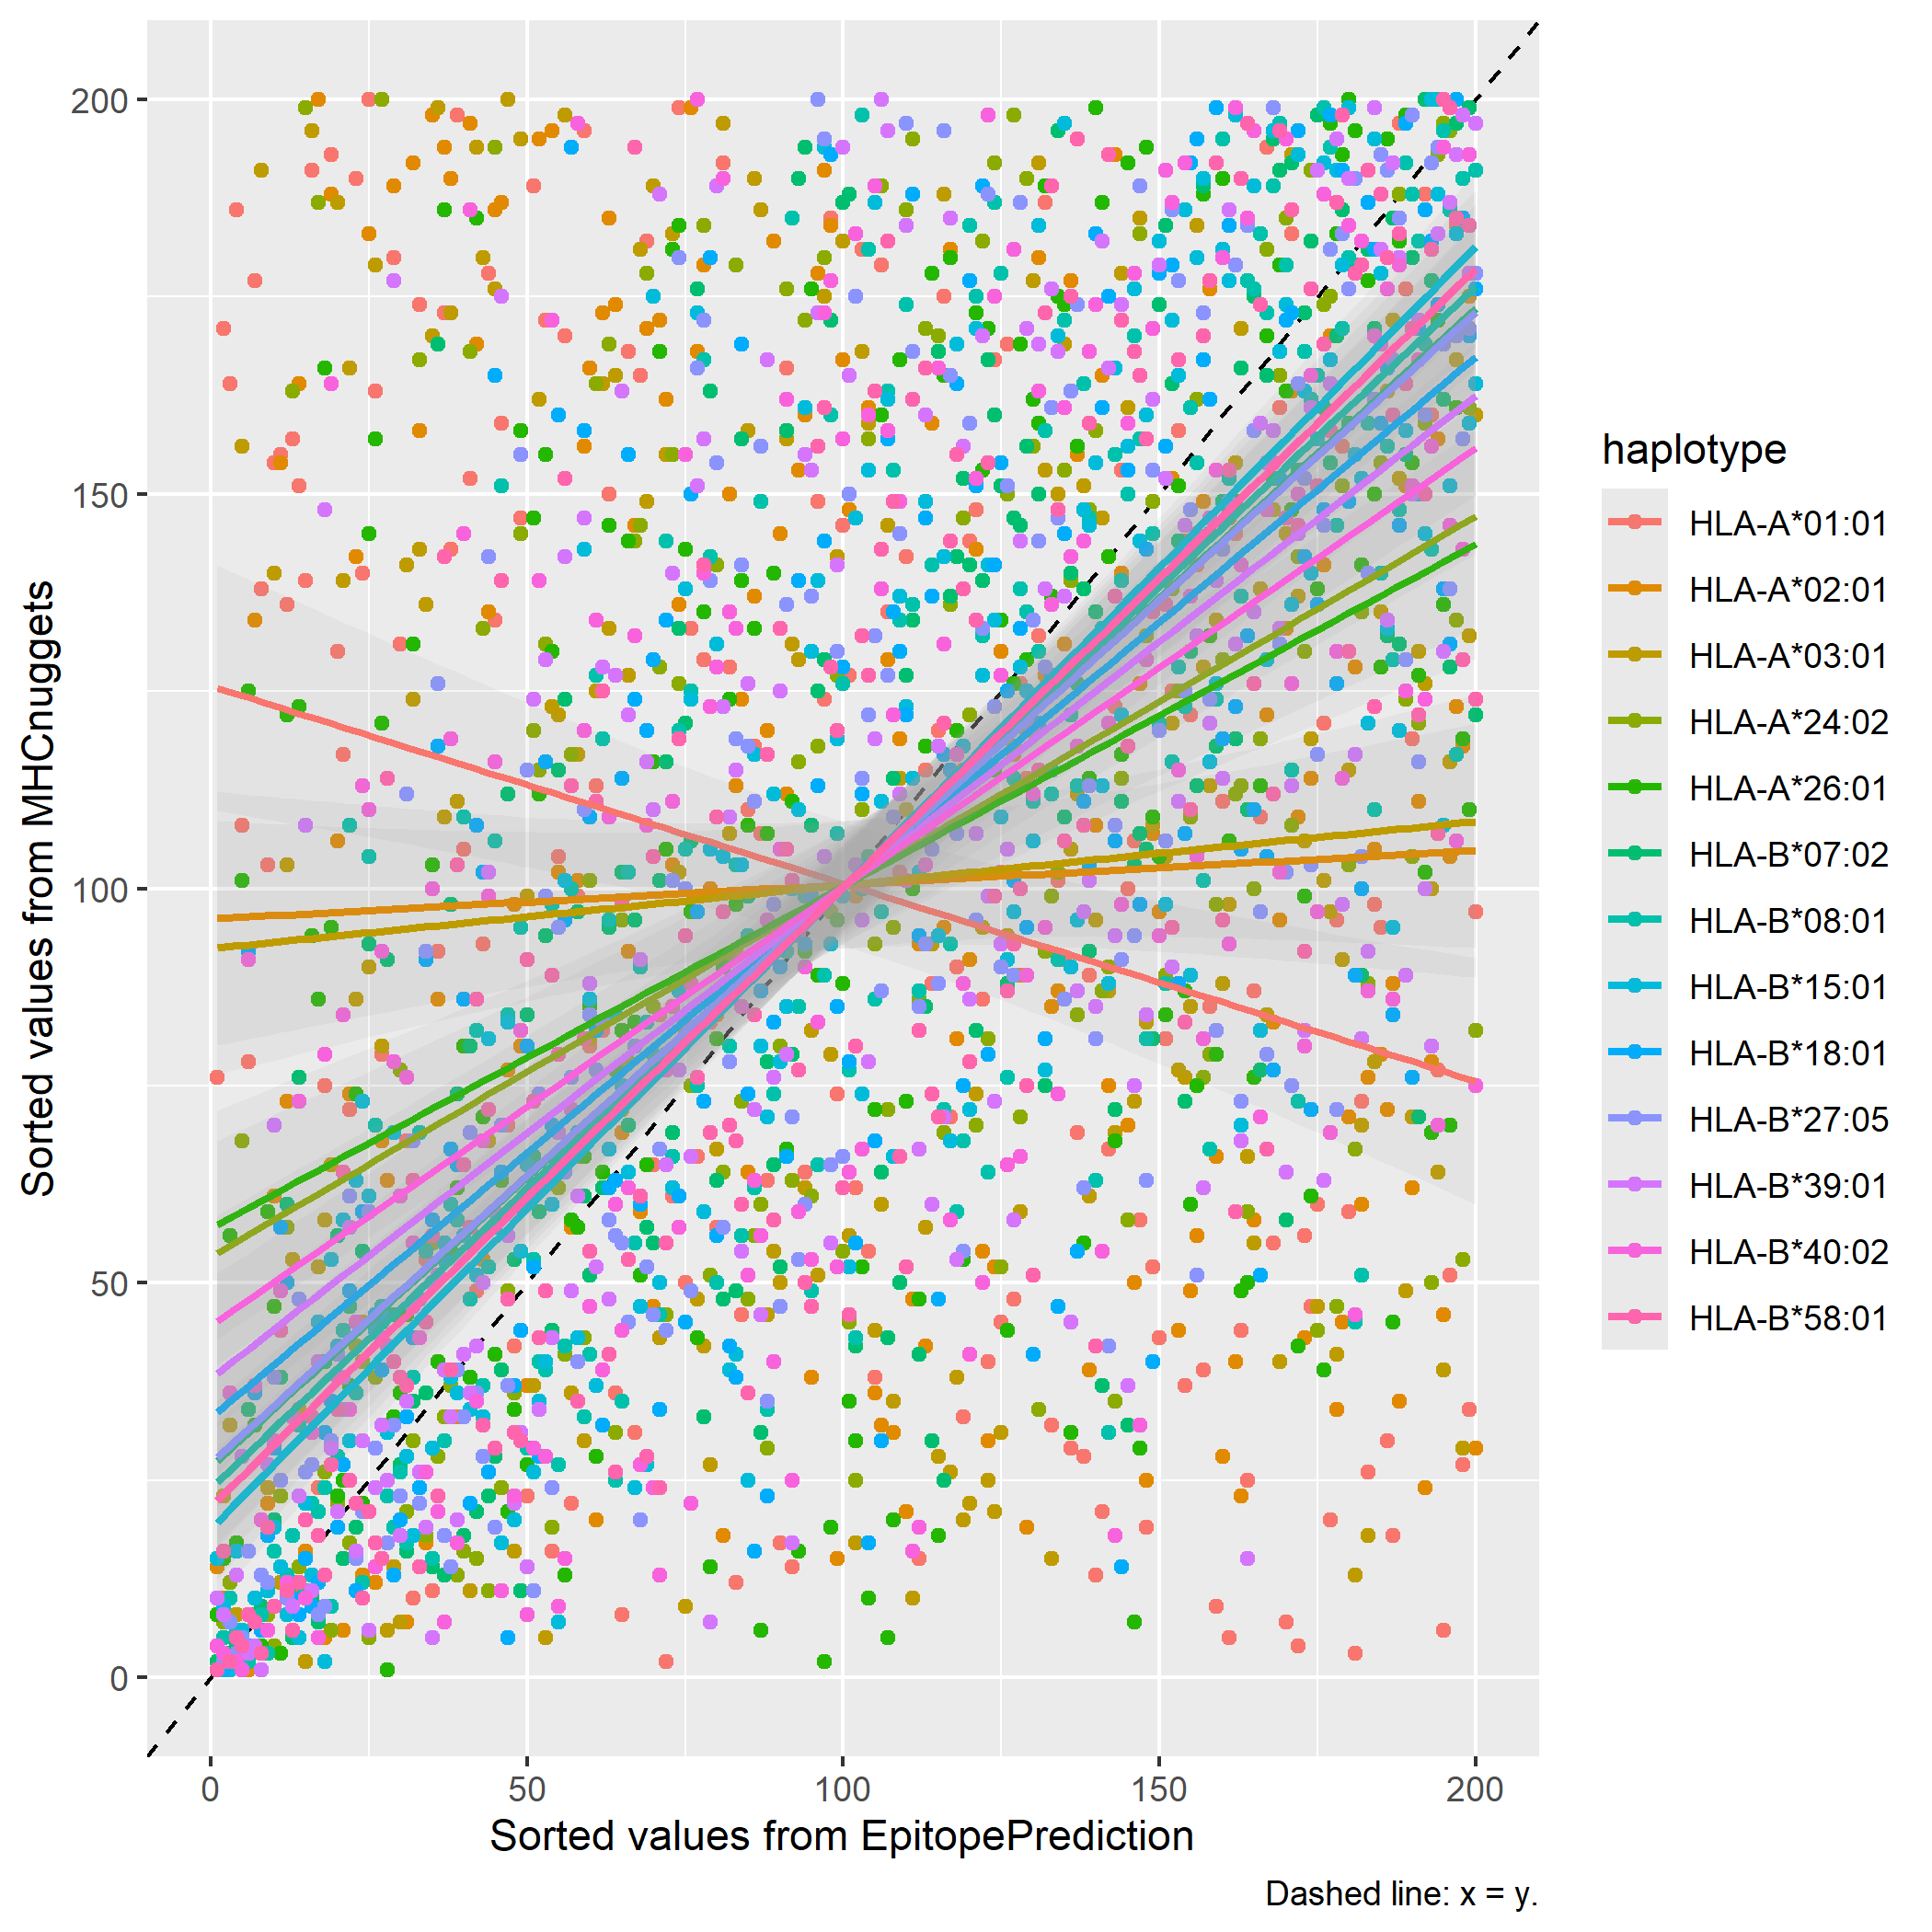 Sorted values from MHCnuggets
200
150
100
50
0
0 50 100 150 200
Sorted values from EpitopePrediction
Dashed line: x = y.
haplotype
HLA-A*01:01
HLA-A*02:01
HLA-A*03:01
HLA-A*24:02
HLA-A*26:01
HLA-B*07:02
HLA-B*08:01
HLA-B*15:01
HLA-B*18:01
HLA-B*27:05
HLA-B*39:01
HLA-B*40:02
HLA-B*58:01